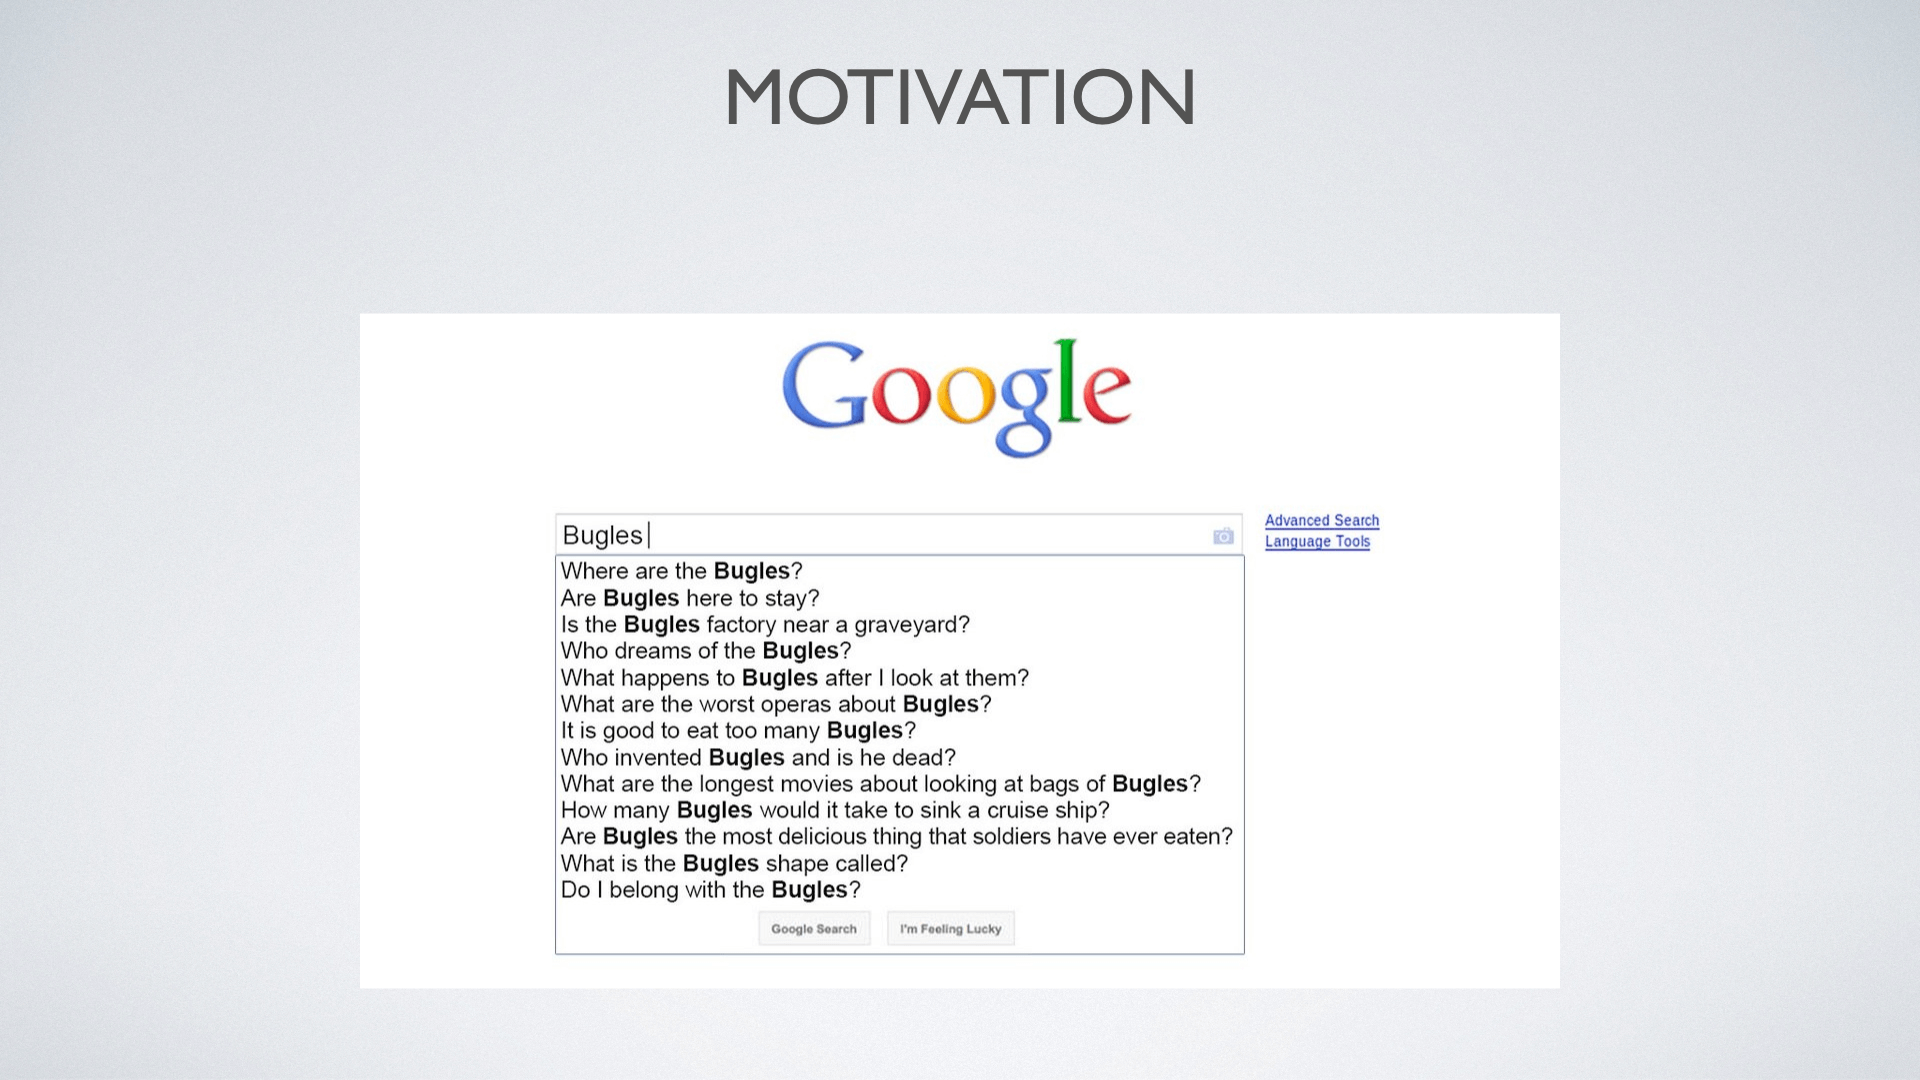 MOTIVATION
Google
Bugles
Advanced Search
Language Tools
Where are the Bugles?
Are Bugles here to stay?
Is the Bugles factory near a graveyard?
Who dreams of the Bugles?
What happens to Bugles after I look at them?
What are the worst operas about Bugles?
It is good to eat too many Bugles?
Who invented Bugles and is he dead?
What are the longest movies about looking at bags of Bugles?
How many Bugles would it take to sink a cruise ship?
Are Bugles the most delicious thing that soldiers have ever eaten?
What is the Bugles shape called?
Do I belong with the Bugles?
Google Search
I'm Feeling Lucky